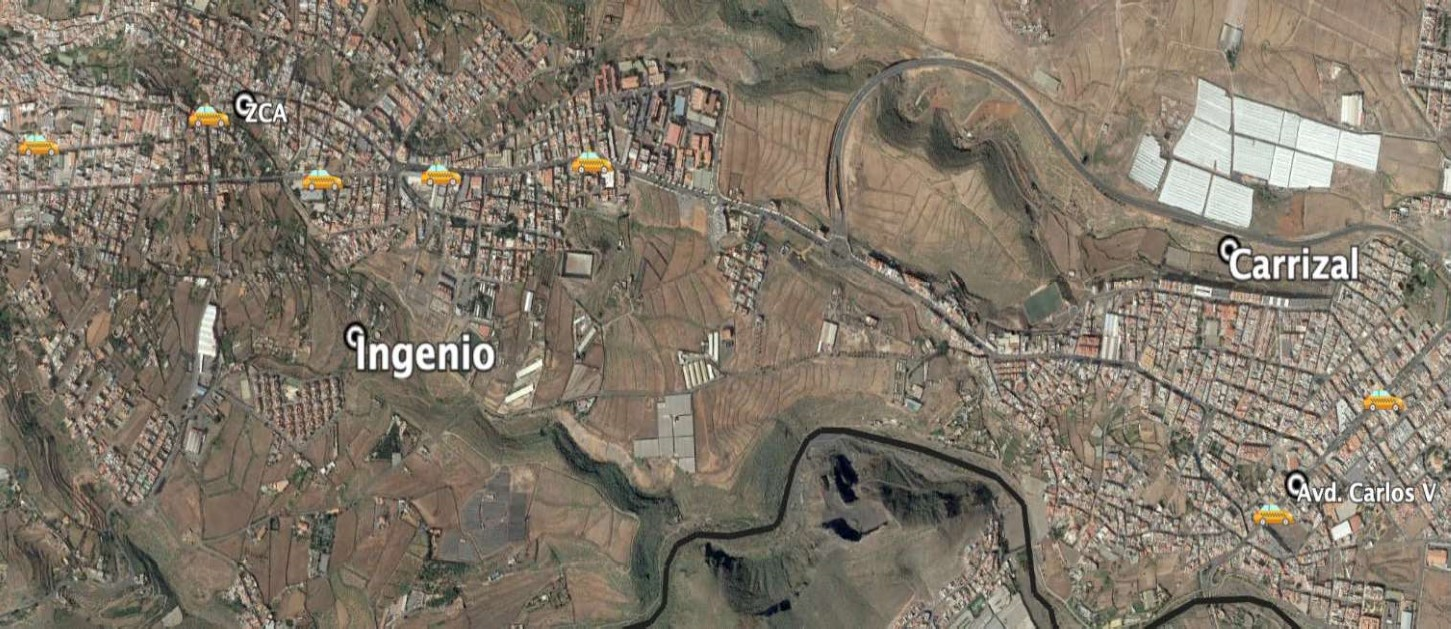 ZCA
Carrizal
Ingenio
Avd. Carlos V